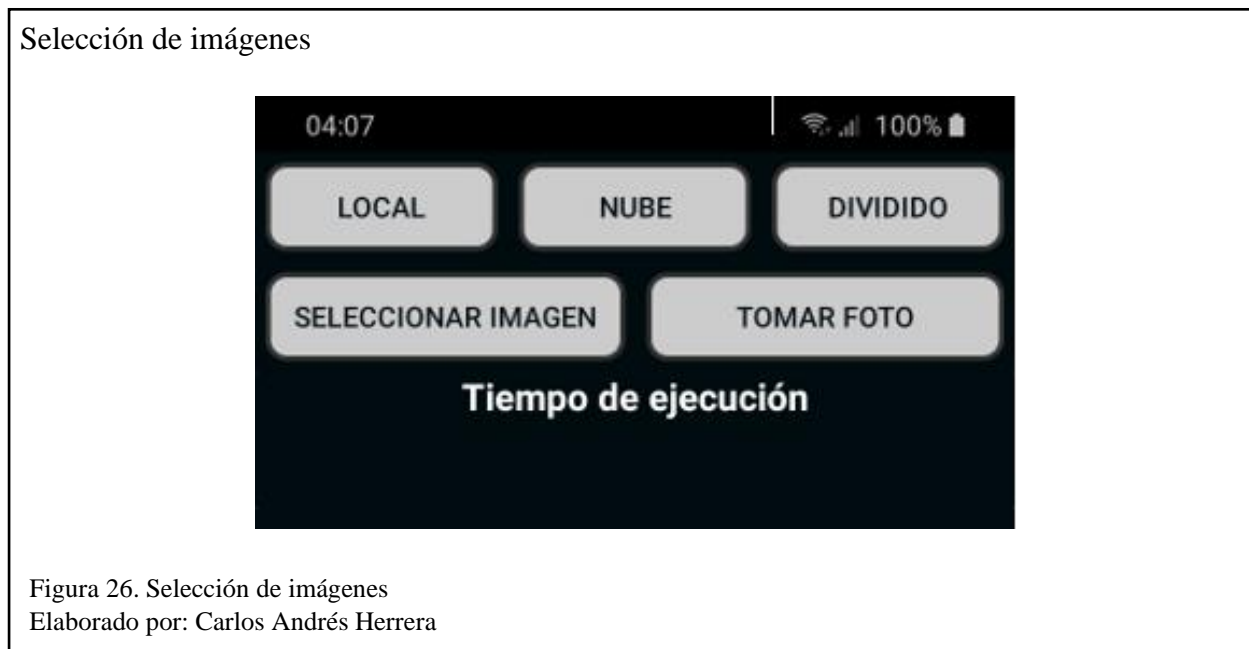 Selección de imágenes
04:07 100%
LOCAL NUBE DIVIDIDO
SELECCIONAR IMAGEN TOMAR FOTO
Tiempo de ejecución
Figura 26. Selección de imágenes
Elaborado por: Carlos Andrés Herrera